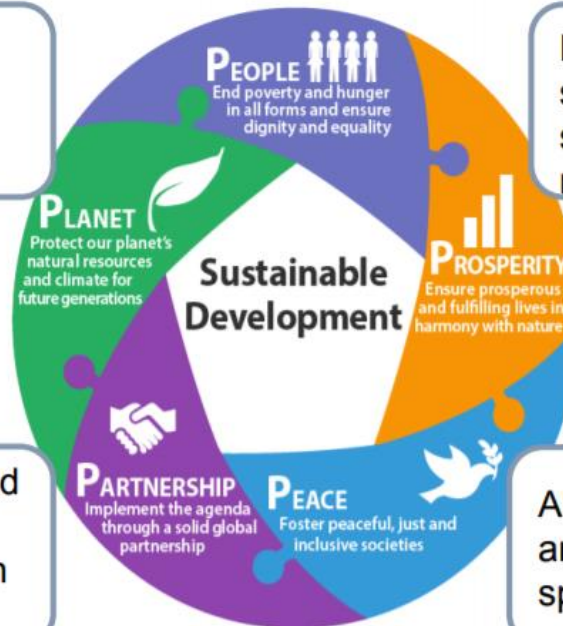 PEOPLE
End poverty and hunger
in all forms and ensure
dignity and equality
PLANET
Protect our planet's
natural resources
and climate for
future generations
PROSPERITY
Ensure prosperous
and fulfilling lives in
harmony with nature
Sustainable
Development
PARTNERSHIP
Implement the agenda
through a solid global
partnership
PEACE
Foster peaceful, just and
inclusive societies